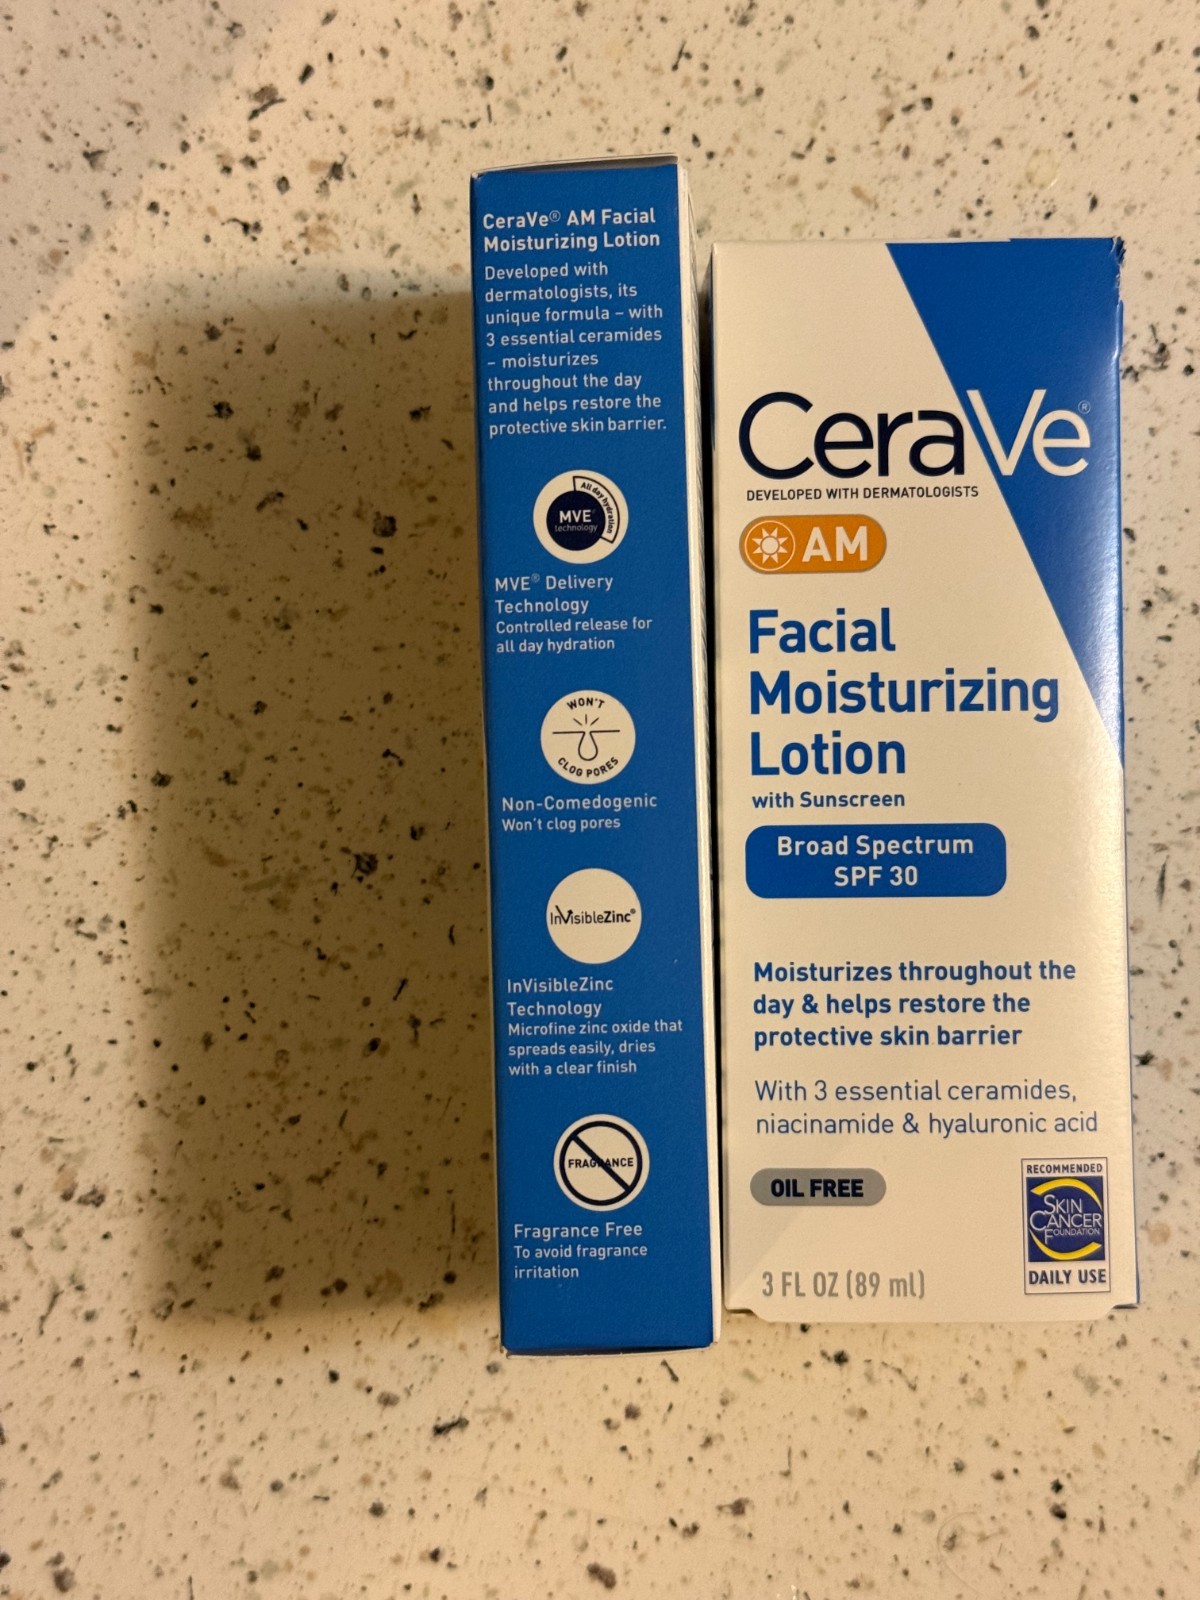 CeraVe® AM Facial
Moisturizing Lotion
Developed with
dermatologists, its
unique formula – with
3 essential ceramides
– moisturizes
throughout the day
and helps restore the
protective skin barrier.
All day hydration
MVE®
technology
MVE® Delivery
Technology
Controlled release for
all day hydration
WON'T
CLOG PORES
Non-Comedogenic
Won't clog pores
InVisibleZinc®
InVisibleZinc
Technology
Microfine zinc oxide that
spreads easily, dries
with a clear finish
FRAGRANCE
Fragrance Free
To avoid fragrance
irritation
CeraVe®
DEVELOPED WITH DERMATOLOGISTS
AM
Facial
Moisturizing
Lotion
with Sunscreen
Broad Spectrum
SPF 30
Moisturizes throughout the
day & helps restore the
protective skin barrier
With 3 essential ceramides,
niacinamide & hyaluronic acid
OIL FREE
3 FL OZ (89 ml)
RECOMMENDED
SKIN
CANCER
FOUNDATION
DAILY USE